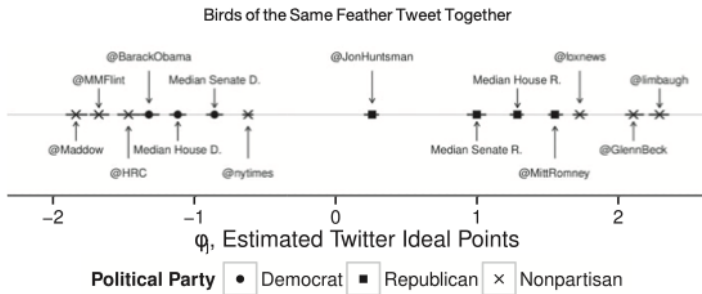 Birds of the Same Feather Tweet Together
@BarackObama @JonHuntsman @foxnews
@MMFlint Median Senate D. Median House R. @limbaugh
@Maddow Median House D. Median Senate R. @GlennBeck
@HRC @nytimes @MittRomney
−2 −1 0 1 2
φj, Estimated Twitter Ideal Points
Political Party Democrat Republican Nonpartisan